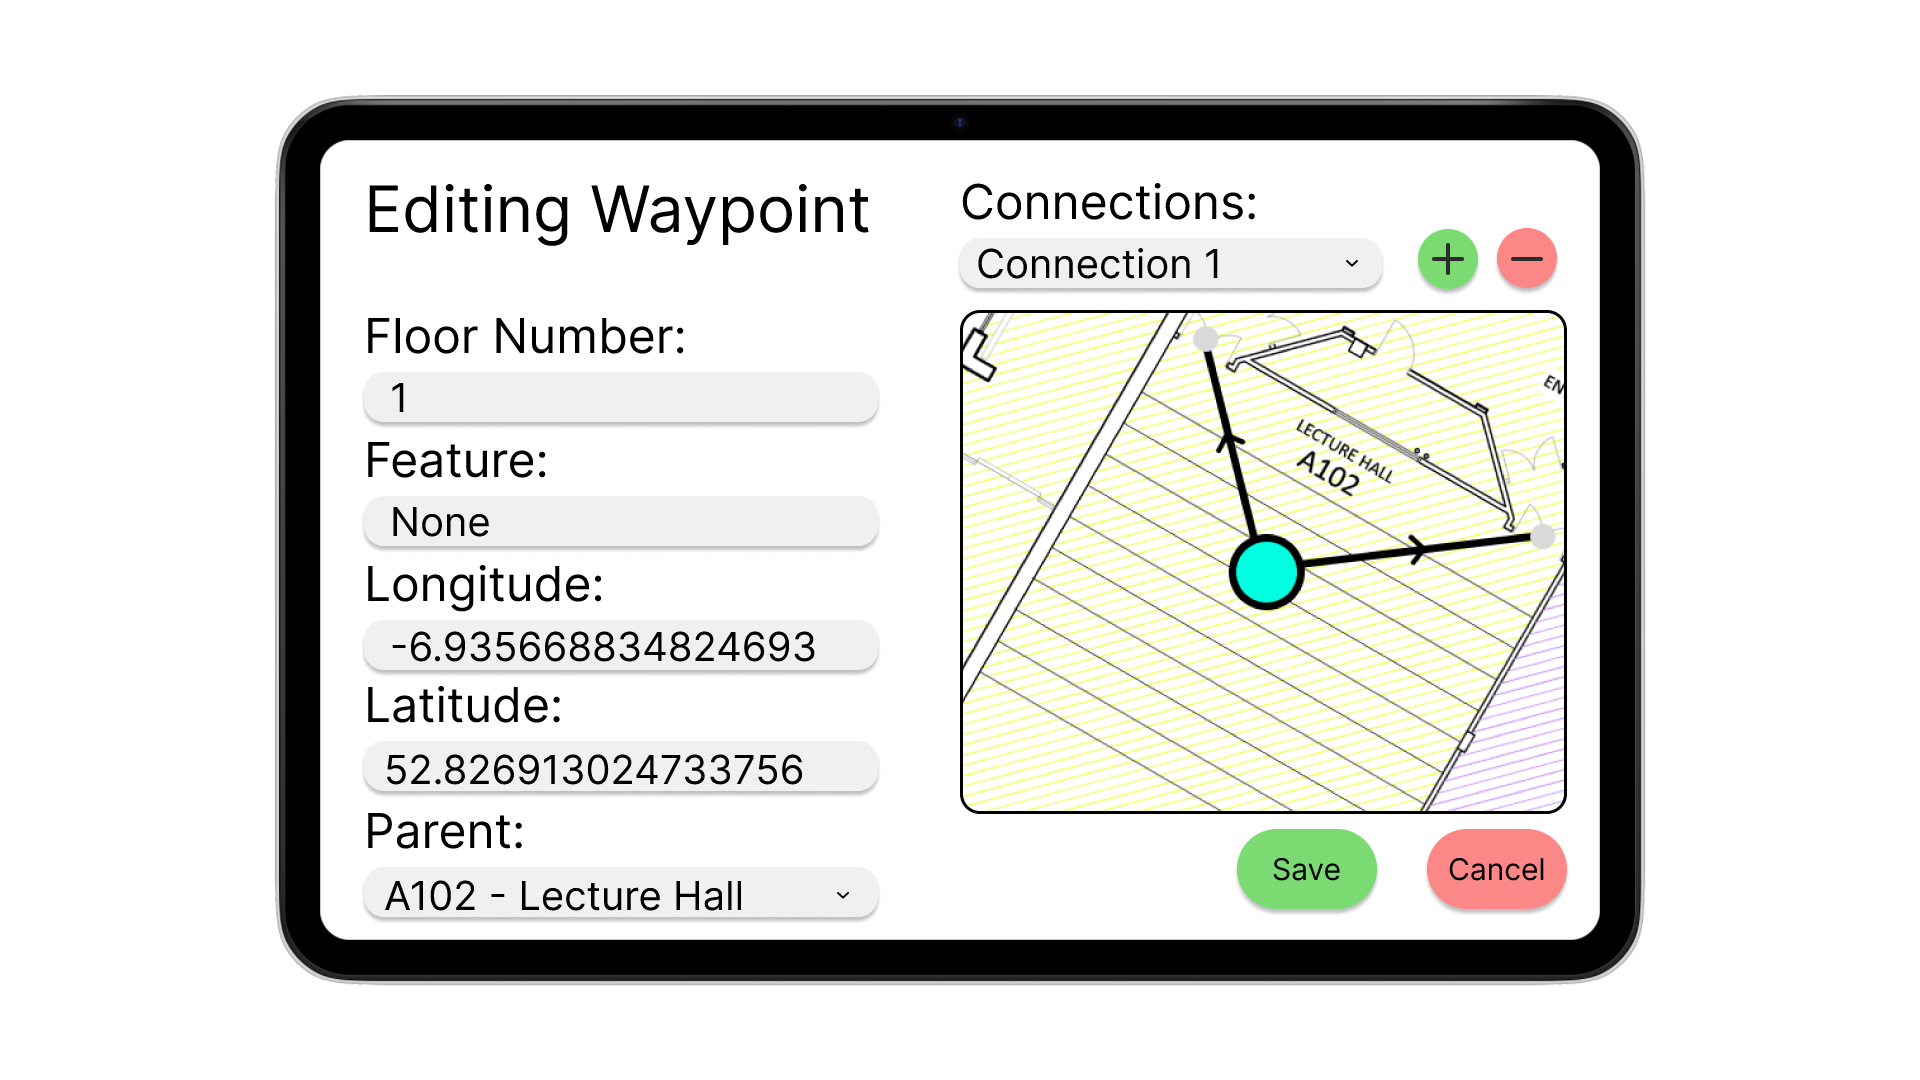 Editing Waypoint
Floor Number:
1
Feature:
None
Longitude:
-6.935668834824693
Latitude:
52.826913024733756
Parent:
A102 - Lecture Hall
Connections:
Connection 1
LECTURE HALL
A102
EN
Save
Cancel